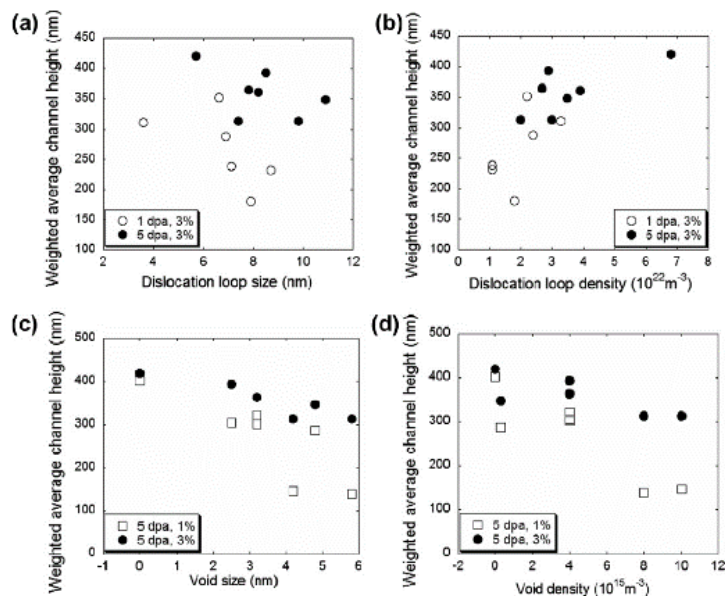 (a)
Weighted average channel height (nm)
450
400
350
300
250
200
150
100
1 dpa, 3%
5 dpa, 3%
2 4 6 8 10 12
Dislocation loop size (nm)
(b)
Weighted average channel height (nm)
450
400
350
300
250
200
150
100
1 dpa, 3%
5 dpa, 3%
0 1 2 3 4 5 6 7 8
Dislocation loop density (10²²m⁻³)
(c)
Weighted average channel height (nm)
500
400
300
200
100
0
5 dpa, 1%
5 dpa, 3%
-1 0 1 2 3 4 5 6
Void size (nm)
(d)
Weighted average channel height (nm)
500
400
300
200
100
0
5 dpa, 1%
5 dpa, 3%
-2 0 2 4 6 8 10 12
Void density (10¹⁵m⁻³)